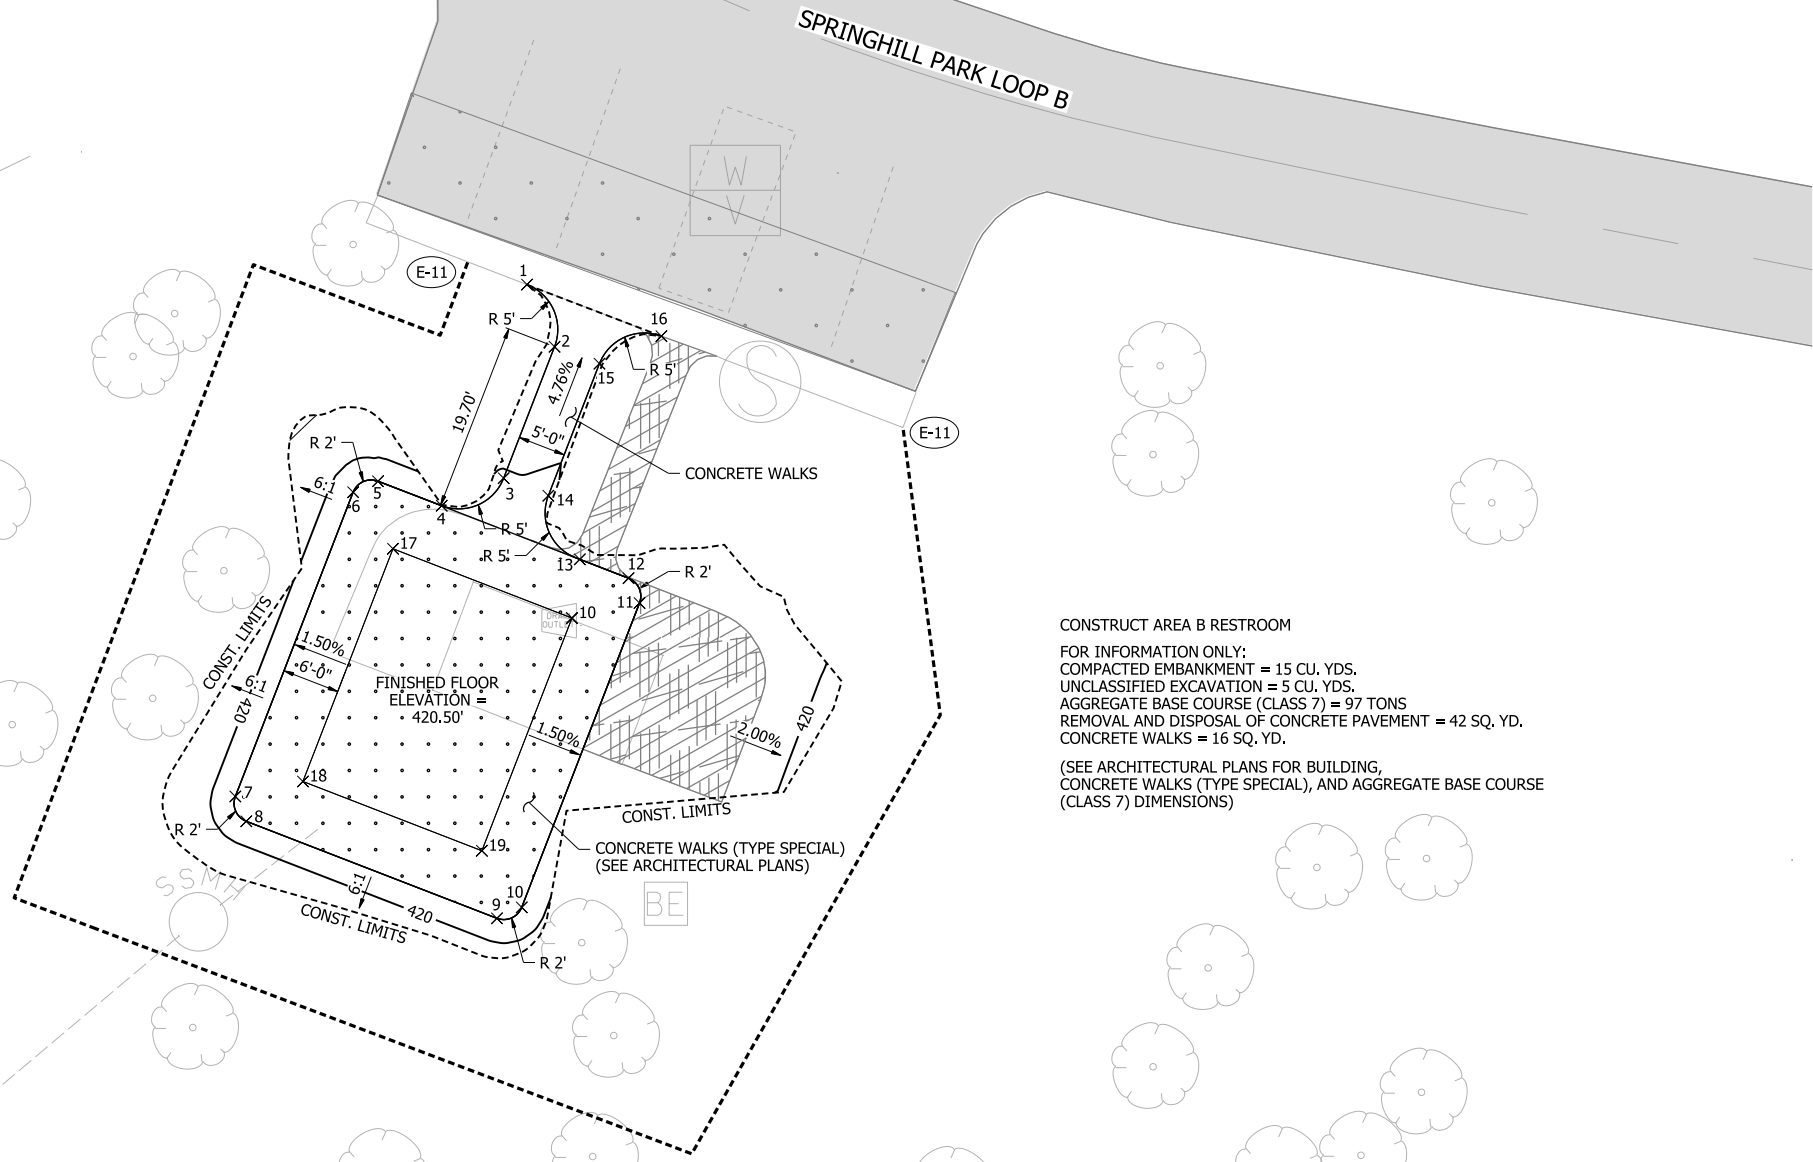 SPRINGHILL PARK LOOP B
W
V
E-11
1
R 5'
2
16
4.76%
15
R 5'
S
19.70'
R 2'
5'-0"
E-11
CONCRETE WALKS
6:1
5
6
3
14
4
R 5'
R 5'
17
13
12
R 2'
11
10
CONST. LIMITS
1.50%
6'-0"
6:1
420
FINISHED FLOOR
ELEVATION =
420.50'
1.50%
2.00%
420
18
7
8
R 2'
CONST. LIMITS
19
CONCRETE WALKS (TYPE SPECIAL)
(SEE ARCHITECTURAL PLANS)
SSMH
6:1
420
CONST. LIMITS
9
10
BE
R 2'
CONSTRUCT AREA B RESTROOM
FOR INFORMATION ONLY:
COMPACTED EMBANKMENT = 15 CU. YDS.
UNCLASSIFIED EXCAVATION = 5 CU. YDS.
AGGREGATE BASE COURSE (CLASS 7) = 97 TONS
REMOVAL AND DISPOSAL OF CONCRETE PAVEMENT = 42 SQ. YD.
CONCRETE WALKS = 16 SQ. YD.
(SEE ARCHITECTURAL PLANS FOR BUILDING,
CONCRETE WALKS (TYPE SPECIAL), AND AGGREGATE BASE COURSE
(CLASS 7) DIMENSIONS)